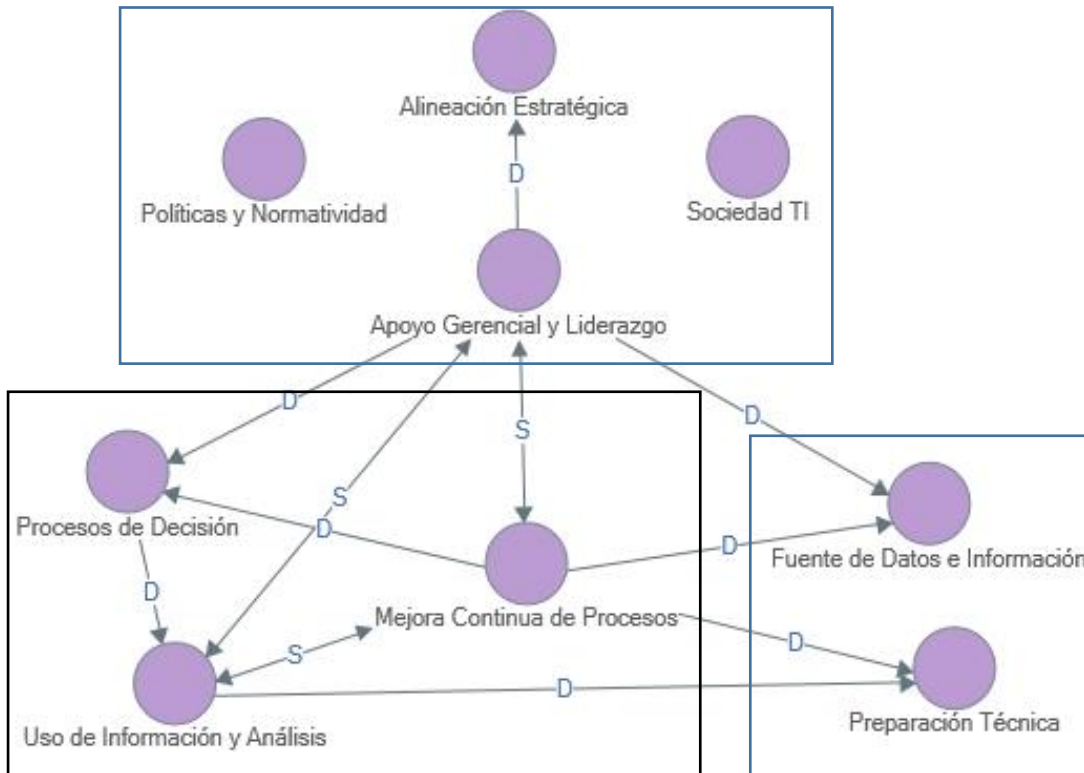 Alineación Estratégica
D
Políticas y Normatividad
Sociedad TI
Apoyo Gerencial y Liderazgo
D
S
D
S
Procesos de Decisión
D
D
Fuente de Datos e Información
D
Mejora Continua de Procesos
S
D
D
Uso de Información y Análisis
Preparación Técnica